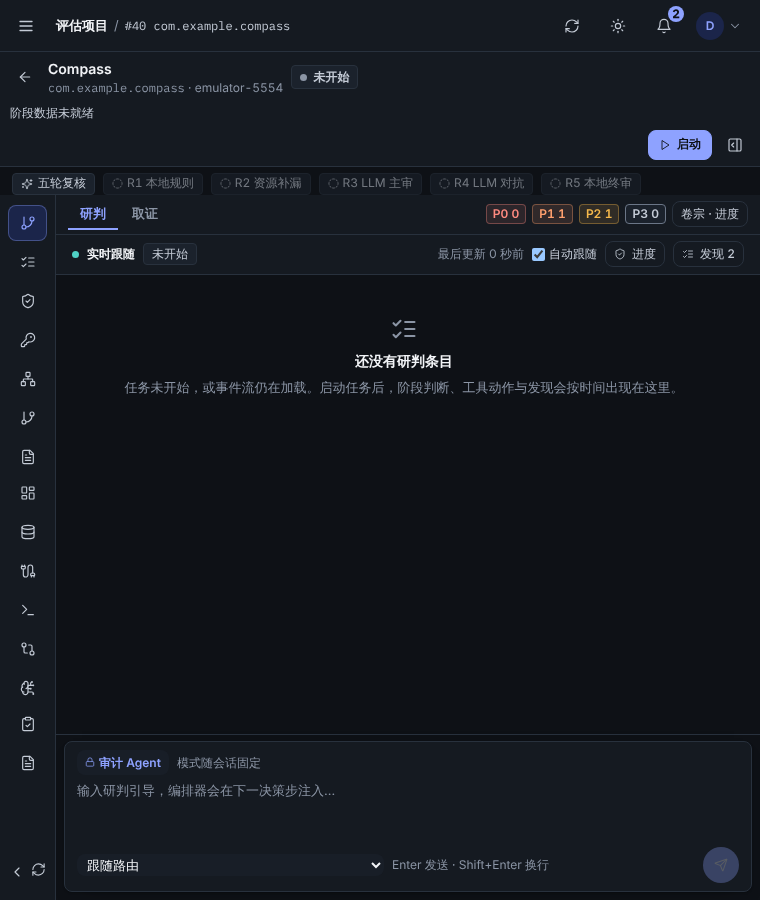 评估项目 / #40 com.example.compass
2
D
Compass
com.example.compass · emulator-5554
未开始
阶段数据未就绪
启动
五轮复核
R1 本地规则
R2 资源补漏
R3 LLM 主审
R4 LLM 对抗
R5 本地终审
研判
取证
P0 0
P1 1
P2 1
P3 0
卷宗 · 进度
实时跟随
未开始
最后更新 0 秒前
自动跟随
进度
发现 2
还没有研判条目
任务未开始，或事件流仍在加载。启动任务后，阶段判断、工具动作与发现会按时间出现在这里。
审计 Agent
模式随会话固定
输入研判引导，编排器会在下一决策步注入...
跟随路由
Enter 发送 · Shift+Enter 换行